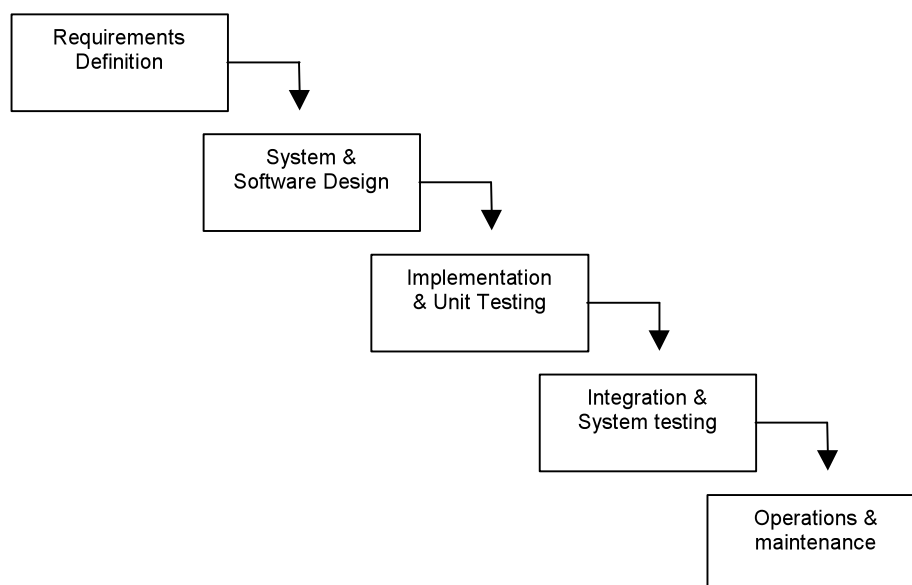 Requirements
Definition
System &
Software Design
Implementation
& Unit Testing
Integration &
System testing
Operations &
maintenance